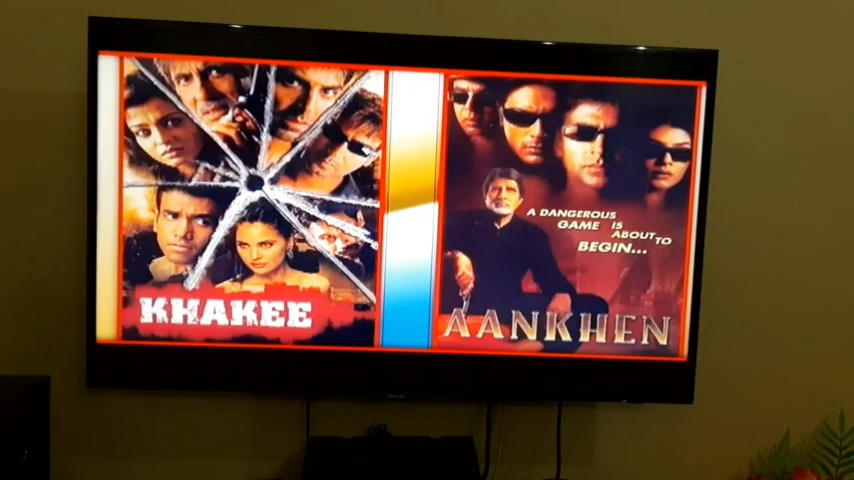 KHAKEE
A DANGEROUS
GAME IS
ABOUT TO
BEGIN...
AANKHEN